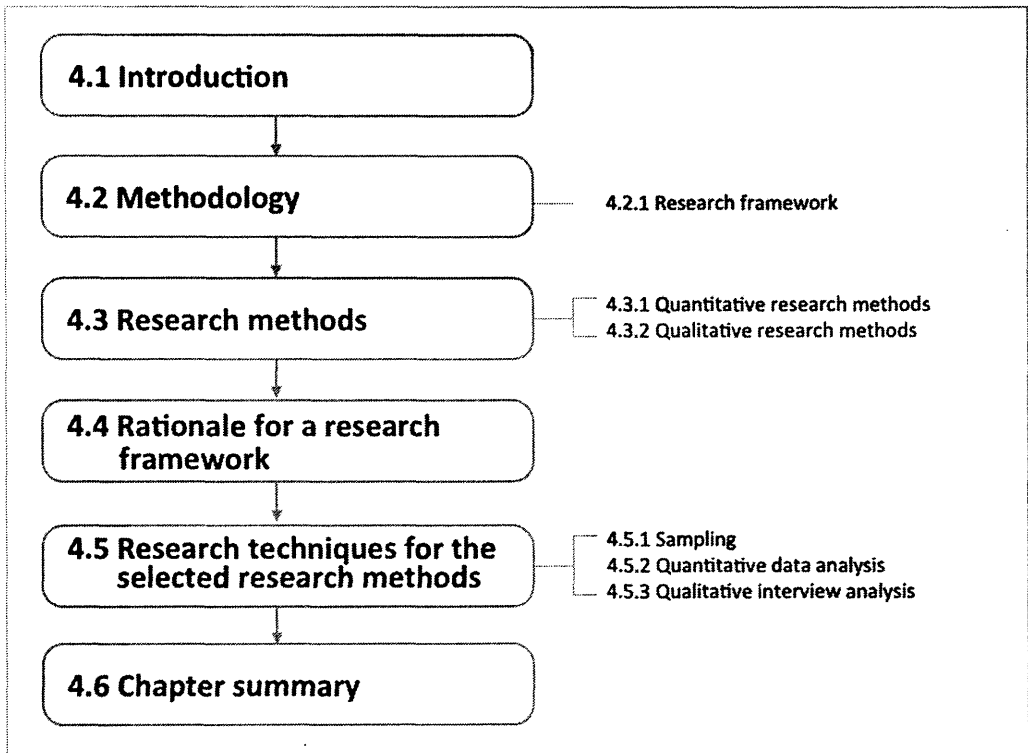 4.1 Introduction
4.2 Methodology
4.2.1 Research framework
4.3 Research methods
4.3.1 Quantitative research methods
4.3.2 Qualitative research methods
4.4 Rationale for a research
framework
4.5 Research techniques for the
selected research methods
4.5.1 Sampling
4.5.2 Quantitative data analysis
4.5.3 Qualitative interview analysis
4.6 Chapter summary